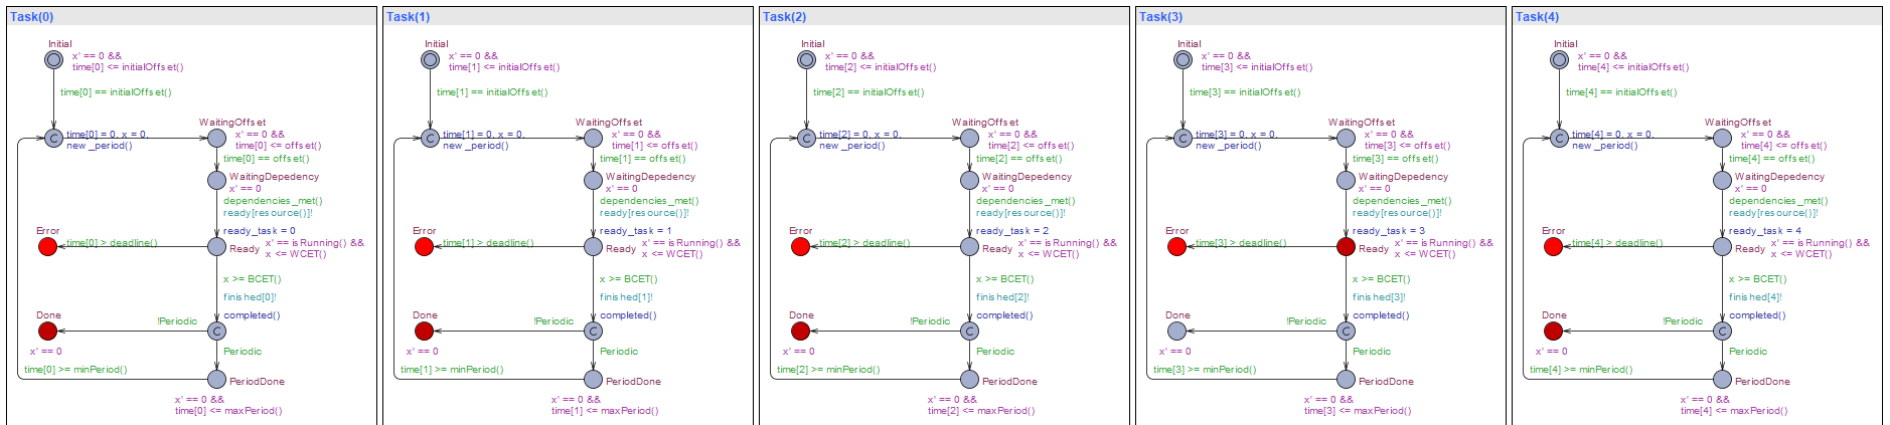 Task(0)
Initial
x' == 0 &&
time[0] <= initialOffset()
time[0] == initialOffset()
C
time[0] = 0, x = 0,
new_period()
WaitingOffset
x' == 0 &&
time[0] <= offset()
time[0] == offset()
WaitingDepedency
x' == 0
dependencies_met()
ready[resource()]!
ready_task = 0
Error
time[0] > deadline()
Ready
x' == isRunning() &&
x <= WCET()
x >= BCET()
finished[0]!
completed()
Done
!Periodic
C
x' == 0
Periodic
time[0] >= minPeriod()
PeriodDone
x' == 0 &&
time[0] <= maxPeriod()
Task(1)
Initial
x' == 0 &&
time[1] <= initialOffset()
time[1] == initialOffset()
C
time[1] = 0, x = 0,
new_period()
WaitingOffset
x' == 0 &&
time[1] <= offset()
time[1] == offset()
WaitingDepedency
x' == 0
dependencies_met()
ready[resource()]!
ready_task = 1
Error
time[1] > deadline()
Ready
x' == isRunning() &&
x <= WCET()
x >= BCET()
finished[1]!
completed()
Done
!Periodic
C
x' == 0
Periodic
time[1] >= minPeriod()
PeriodDone
x' == 0 &&
time[1] <= maxPeriod()
Task(2)
Initial
x' == 0 &&
time[2] <= initialOffset()
time[2] == initialOffset()
C
time[2] = 0, x = 0,
new_period()
WaitingOffset
x' == 0 &&
time[2] <= offset()
time[2] == offset()
WaitingDepedency
x' == 0
dependencies_met()
ready[resource()]!
ready_task = 2
Error
time[2] > deadline()
Ready
x' == isRunning() &&
x <= WCET()
x >= BCET()
finished[2]!
completed()
Done
!Periodic
C
x' == 0
Periodic
time[2] >= minPeriod()
PeriodDone
x' == 0 &&
time[2] <= maxPeriod()
Task(3)
Initial
x' == 0 &&
time[3] <= initialOffset()
time[3] == initialOffset()
C
time[3] = 0, x = 0,
new_period()
WaitingOffset
x' == 0 &&
time[3] <= offset()
time[3] == offset()
WaitingDepedency
x' == 0
dependencies_met()
ready[resource()]!
ready_task = 3
Error
time[3] > deadline()
Ready
x' == isRunning() &&
x <= WCET()
x >= BCET()
finished[3]!
completed()
Done
!Periodic
C
x' == 0
Periodic
time[3] >= minPeriod()
PeriodDone
x' == 0 &&
time[3] <= maxPeriod()
Task(4)
Initial
x' == 0 &&
time[4] <= initialOffset()
time[4] == initialOffset()
C
time[4] = 0, x = 0,
new_period()
WaitingOffset
x' == 0 &&
time[4] <= offset()
time[4] == offset()
WaitingDepedency
x' == 0
dependencies_met()
ready[resource()]!
ready_task = 4
Error
time[4] > deadline()
Ready
x' == isRunning() &&
x <= WCET()
x >= BCET()
finished[4]!
completed()
Done
!Periodic
C
x' == 0
Periodic
time[4] >= minPeriod()
PeriodDone
x' == 0 &&
time[4] <= maxPeriod()